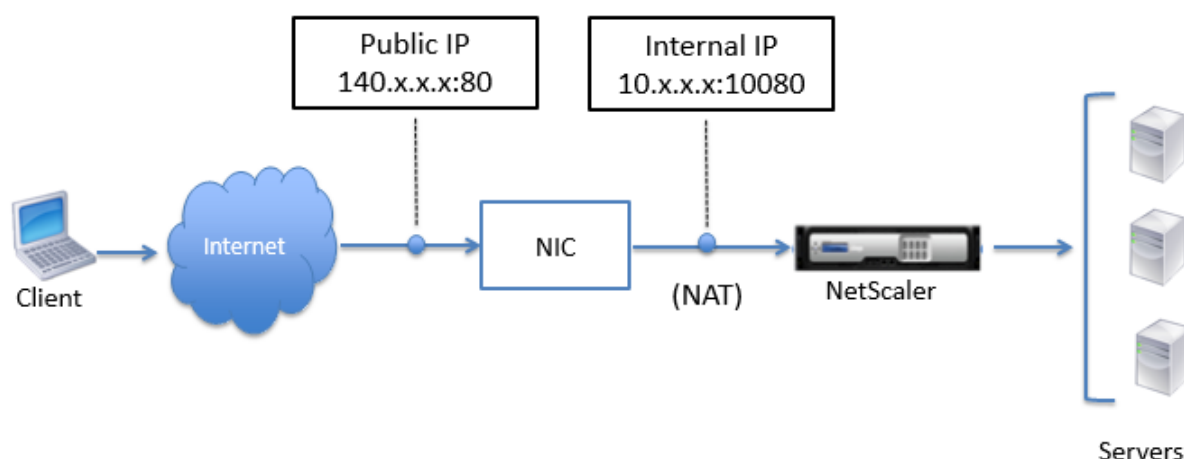 Public IP
140.x.x.x:80
Internal IP
10.x.x.x:10080
Internet
NIC
Client
(NAT)
NetScaler
Servers